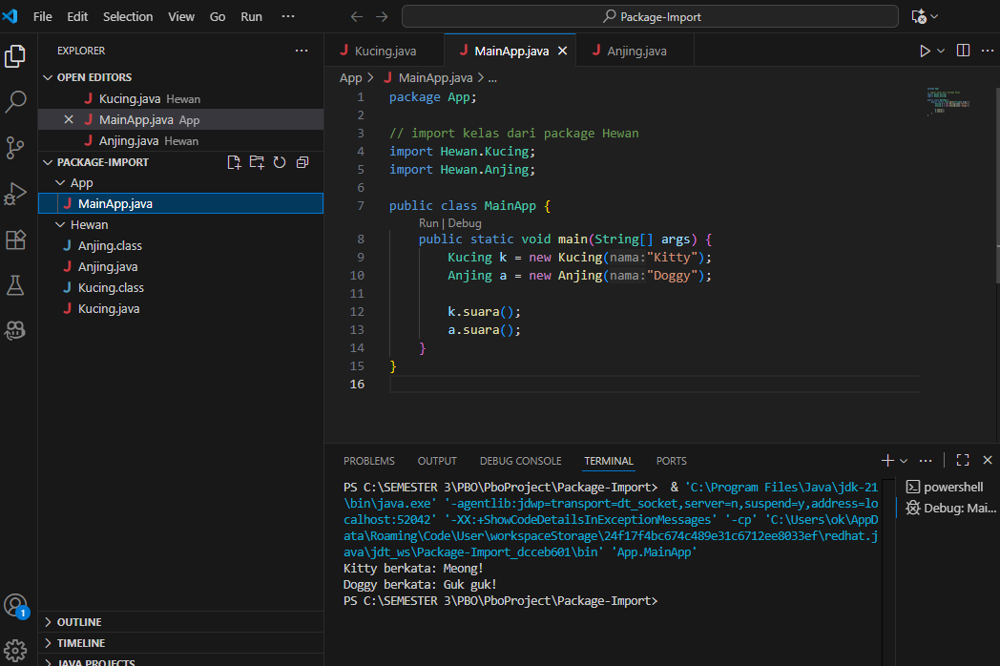 File Edit Selection View Go Run ···
Package-Import
EXPLORER
OPEN EDITORS
Kucing.java Hewan
MainApp.java App
Anjing.java Hewan
PACKAGE-IMPORT
App
MainApp.java
Hewan
Anjing.class
Anjing.java
Kucing.class
Kucing.java
1
OUTLINE
TIMELINE
JAVA PROJECTS
Kucing.java MainApp.java Anjing.java
App > MainApp.java > ...
1 package App;
2
3 // import kelas dari package Hewan
4 import Hewan.Kucing;
5 import Hewan.Anjing;
6
7 public class MainApp {
Run | Debug
8 public static void main(String[] args) {
9 Kucing k = new Kucing(nama:"Kitty");
10 Anjing a = new Anjing(nama:"Doggy");
11
12 k.suara();
13 a.suara();
14 }
15 }
16
PROBLEMS OUTPUT DEBUG CONSOLE TERMINAL PORTS
PS C:\SEMESTER 3\PBO\PboProject\Package-Import> & 'C:\Program Files\Java\jdk-21
\bin\java.exe' '-agentlib:jdwp=transport=dt_socket,server=n,suspend=y,address=lo
calhost:52042' '-XX:+ShowCodeDetailsInExceptionMessages' '-cp' 'C:\Users\ok\AppD
ata\Roaming\Code\User\workspaceStorage\24f17f4bc674c489e31c6712ee8033ef\redhat.j
ava\jdt_ws\Package-Import_dcceb601\bin' 'App.MainApp'
Kitty berkata: Meong!
Doggy berkata: Guk guk!
PS C:\SEMESTER 3\PBO\PboProject\Package-Import>
powershell
Debug: Mai...